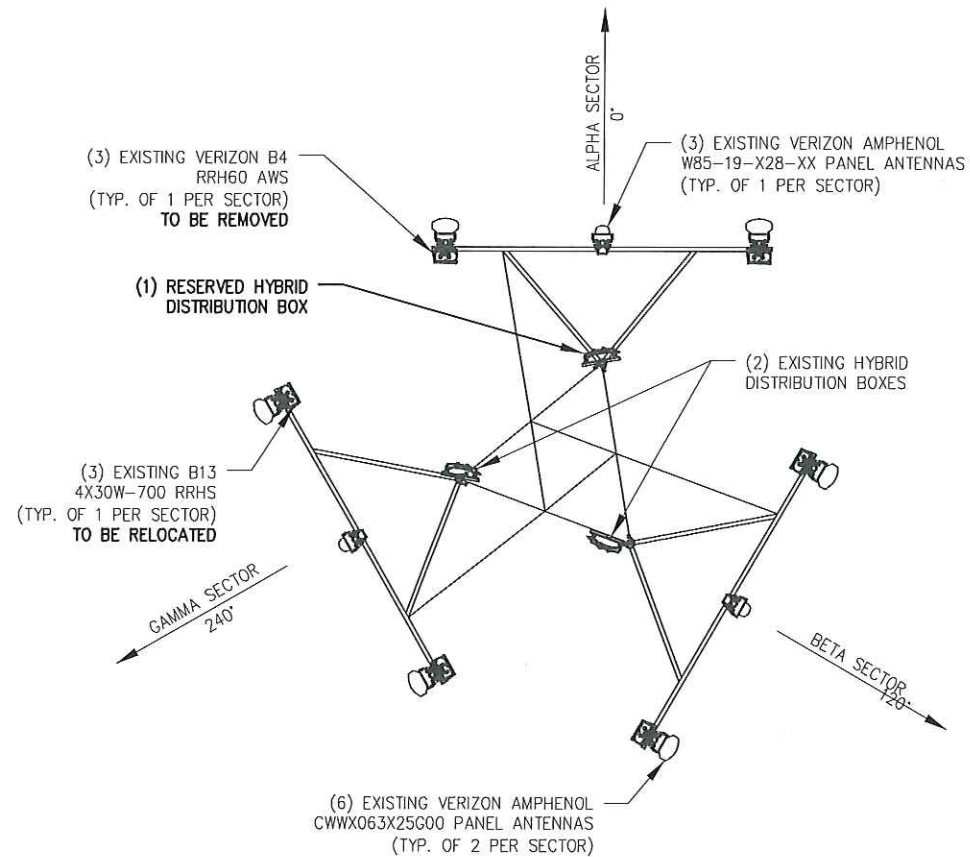 ALPHA SECTOR
0°
(3) EXISTING VERIZON B4
RRH60 AWS
(TYP. OF 1 PER SECTOR)
TO BE REMOVED
(3) EXISTING VERIZON AMPHENOL
W85-19-X28-XX PANEL ANTENNAS
(TYP. OF 1 PER SECTOR)
(1) RESERVED HYBRID
DISTRIBUTION BOX
(2) EXISTING HYBRID
DISTRIBUTION BOXES
(3) EXISTING B13
4X30W-700 RRHS
(TYP. OF 1 PER SECTOR)
TO BE RELOCATED
GAMMA SECTOR
240°
BETA SECTOR
120°
(6) EXISTING VERIZON AMPHENOL
CWWX063X25G00 PANEL ANTENNAS
(TYP. OF 2 PER SECTOR)